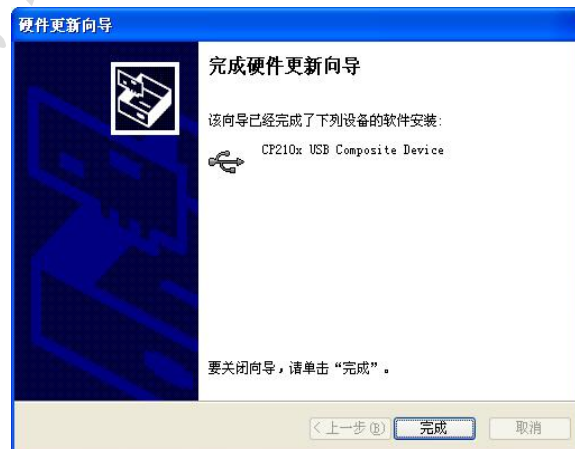 硬件更新向导
完成硬件更新向导
该向导已经完成了下列设备的软件安装:
CP210x USB Composite Device
要关闭向导，请单击“完成”。
< 上一步(B)
完成
取消